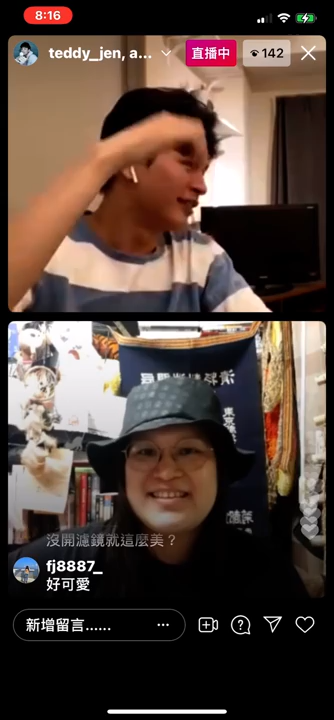 8:16
teddy_jen, a...
直播中
142
沒開濾鏡就這麼美？
fj8887_
好可愛
新增留言......